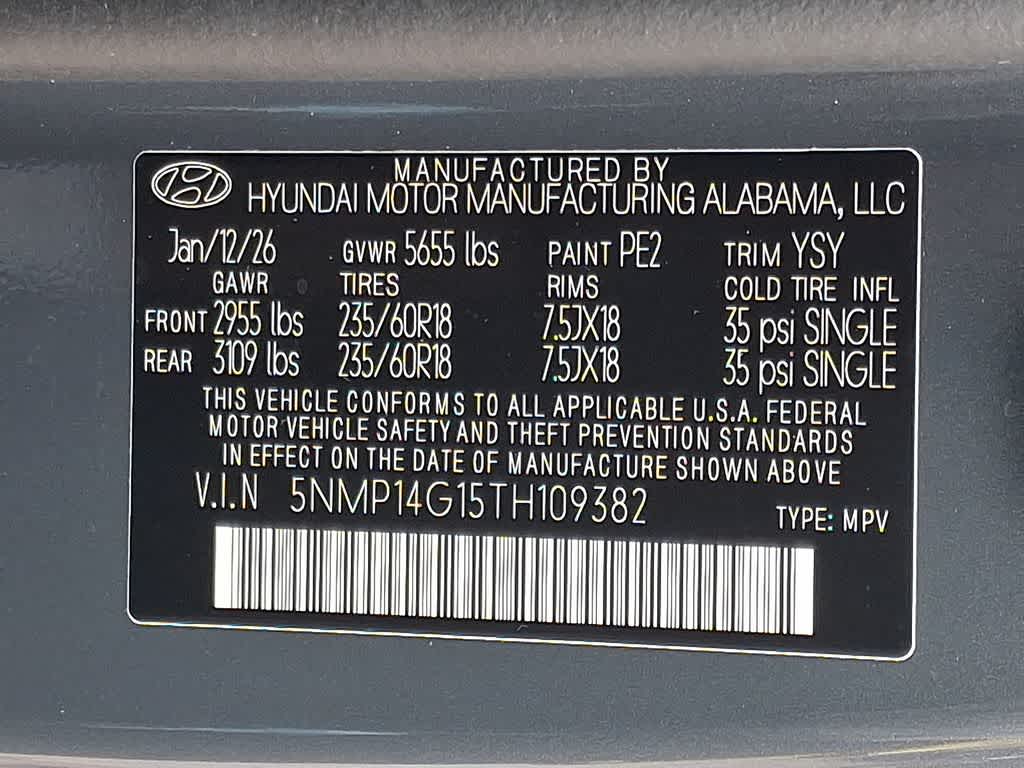 MANUFACTURED BY
HYUNDAI MOTOR MANUFACTURING ALABAMA, LLC
Jan/12/26 GVWR 5655 lbs PAINT PE2 TRIM YSY
GAWR TIRES RIMS COLD TIRE INFL
FRONT 2955 lbs 235/60R18 7.5JX18 35 psi SINGLE
REAR 3109 lbs 235/60R18 7.5JX18 35 psi SINGLE
THIS VEHICLE CONFORMS TO ALL APPLICABLE U.S.A. FEDERAL
MOTOR VEHICLE SAFETY AND THEFT PREVENTION STANDARDS
IN EFFECT ON THE DATE OF MANUFACTURE SHOWN ABOVE
V.I.N 5NMP14G15TH109382 TYPE: MPV